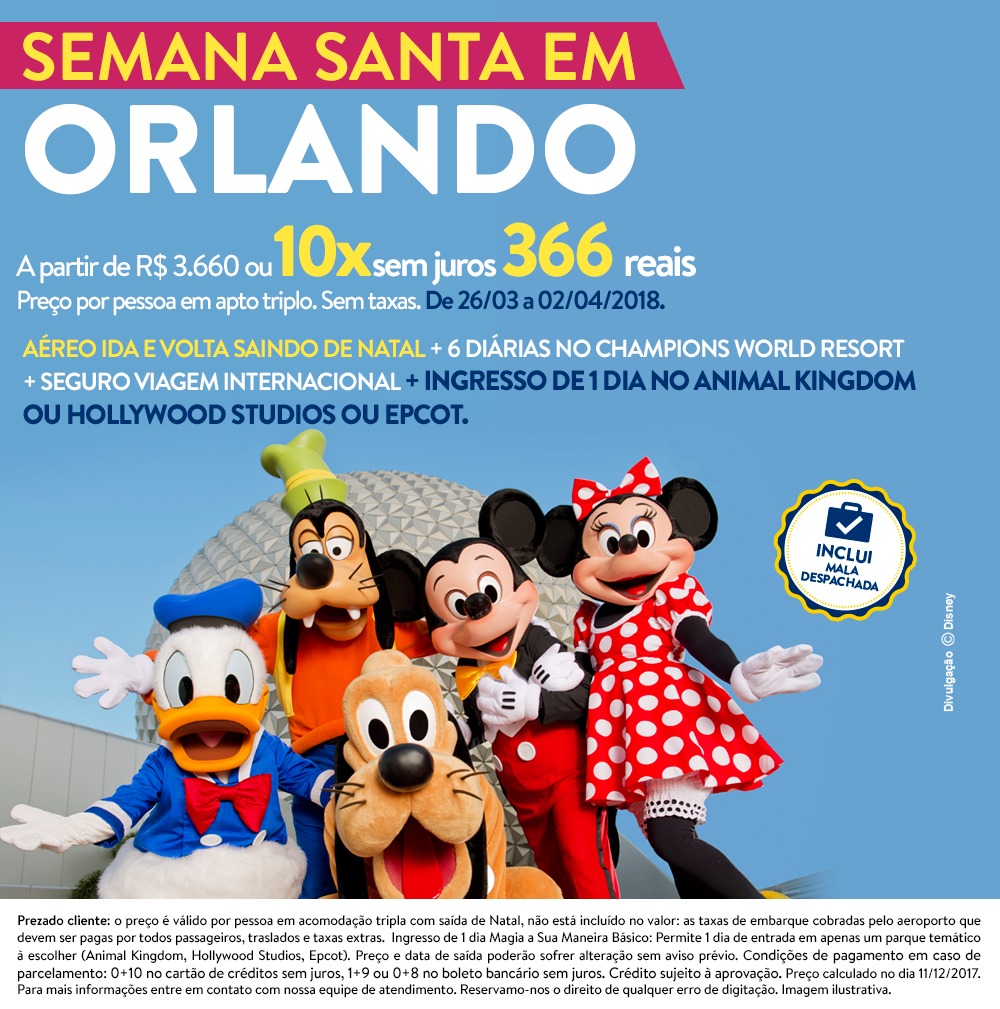 SEMANA SANTA EM
ORLANDO
A partir de R$ 3.660 ou 10x sem juros 366 reais
Preço por pessoa em apto triplo. Sem taxas. De 26/03 a 02/04/2018.
AÉREO IDA E VOLTA SAINDO DE NATAL + 6 DIÁRIAS NO CHAMPIONS WORLD RESORT
+ SEGURO VIAGEM INTERNACIONAL + INGRESSO DE 1 DIA NO ANIMAL KINGDOM
OU HOLLYWOOD STUDIOS OU EPCOT.
INCLUI
MALA
DESPACHADA
Divulgação © Disney
Prezado cliente: o preço é válido por pessoa em acomodação tripla com saída de Natal, não está incluído no valor: as taxas de embarque cobradas pelo aeroporto que
devem ser pagas por todos passageiros, traslados e taxas extras. Ingresso de 1 dia Magia a Sua Maneira Básico: Permite 1 dia de entrada em apenas um parque temático
à escolher (Animal Kingdom, Hollywood Studios, Epcot). Preço e data de saída poderão sofrer alteração sem aviso prévio. Condições de pagamento em caso de
parcelamento: 0+10 no cartão de créditos sem juros, 1+9 ou 0+8 no boleto bancário sem juros. Crédito sujeito à aprovação. Preço calculado no dia 11/12/2017.
Para mais informações entre em contato com nossa equipe de atendimento. Reservamo-nos o direito de qualquer erro de digitação. Imagem ilustrativa.